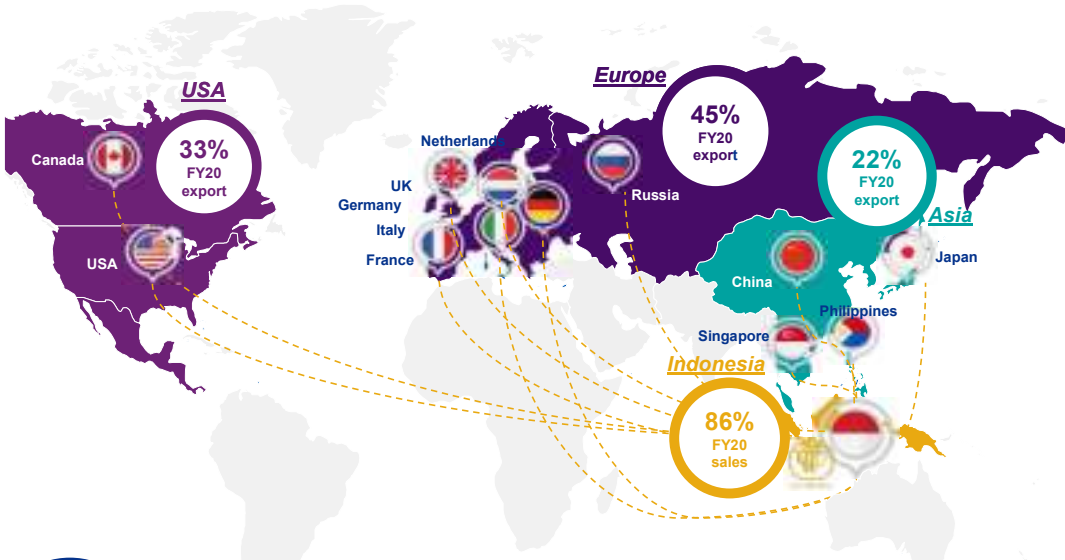 USA
33%
FY20
export
Canada
USA
Europe
45%
FY20
export
Netherlands
UK
Germany
Italy
France
Russia
22%
FY20
export
Asia
China
Japan
Philippines
Singapore
Indonesia
86%
FY20
sales